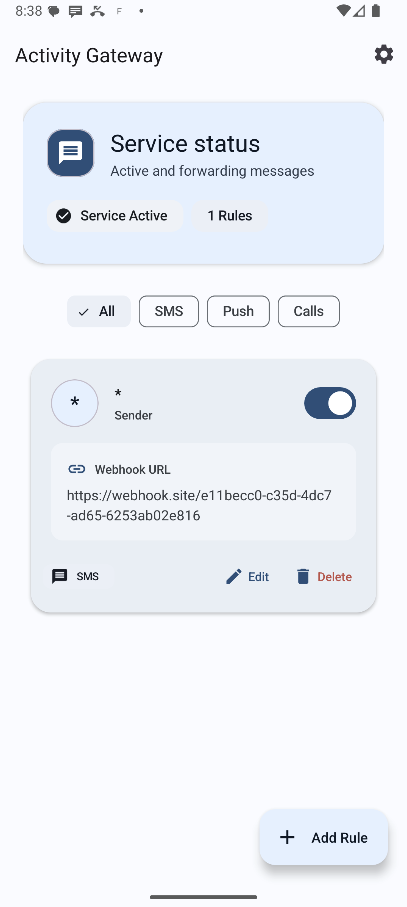 8:38
F
Activity Gateway
Service status
Active and forwarding messages
Service Active
1 Rules
All
SMS
Push
Calls
*
*
Sender
Webhook URL
https://webhook.site/e11becc0-c35d-4dc7
-ad65-6253ab02e816
SMS
Edit
Delete
Add Rule